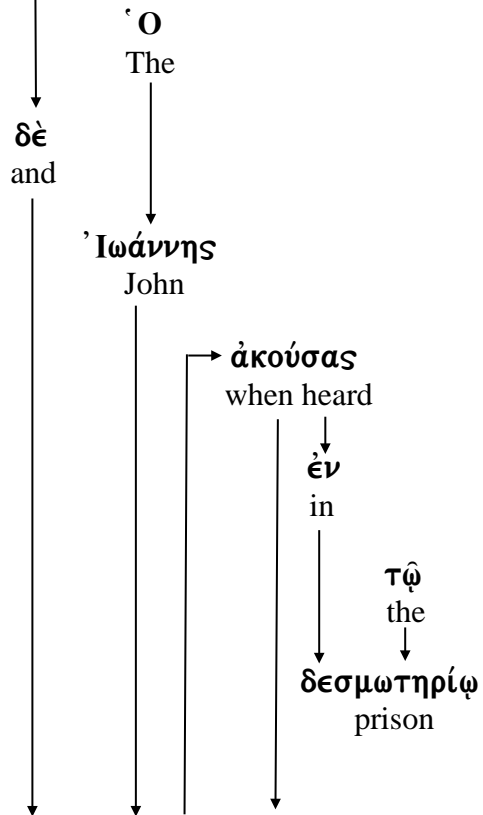 Ὁ
The
δὲ
and
Ἰωάννης
John
ἀκούσας
when heard
ἐν
in
τῷ
the
δεσμωτηρίῳ
prison